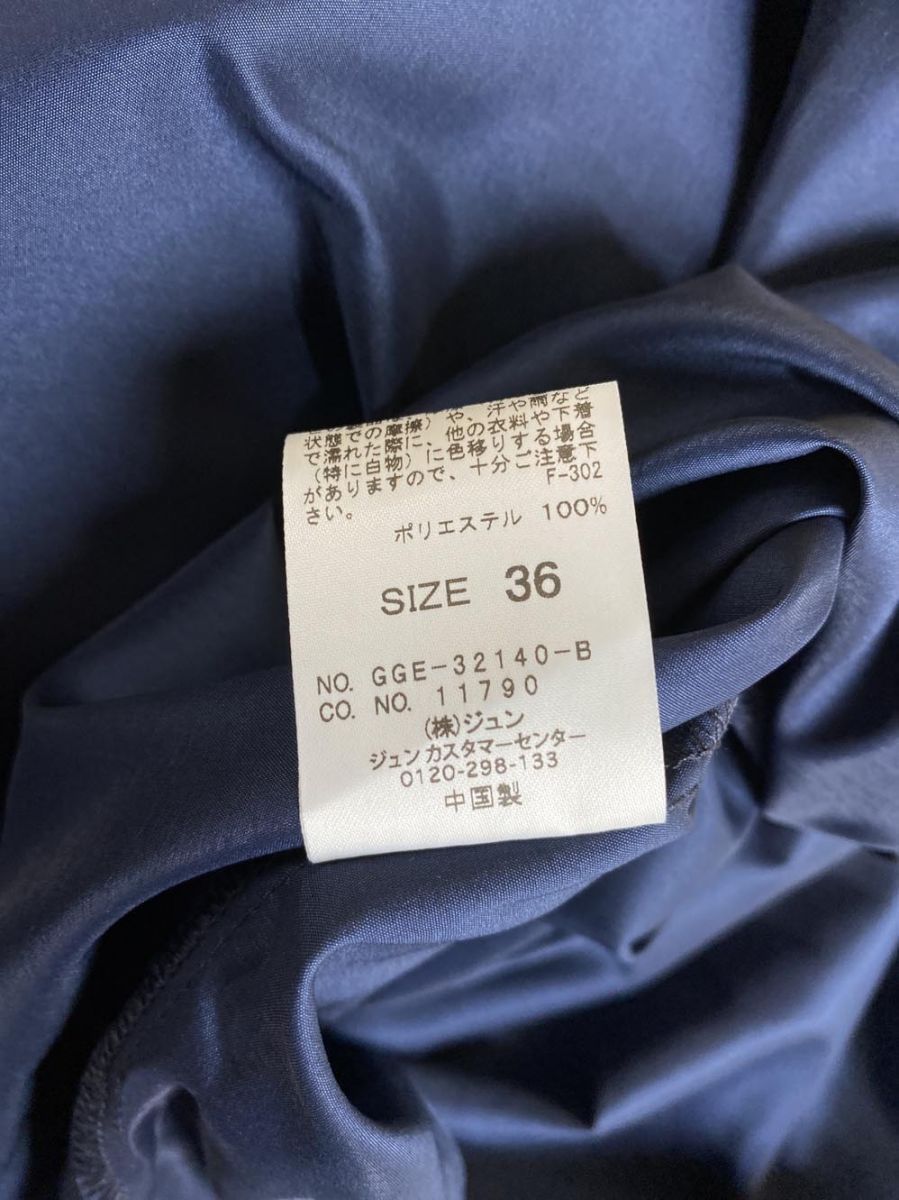 や、汗や雨など
状態での摩擦）
で濡れた際に、他の衣料や下着
（特に白物）に色移りする場合
がありますので、十分ご注意下
さい。
F-302
ポリエステル 100%
SIZE 36
NO. GGE-32140-B
CO. NO. 11790
(株)ジュン
ジュンカスタマーセンター
0120-298-133
中国製